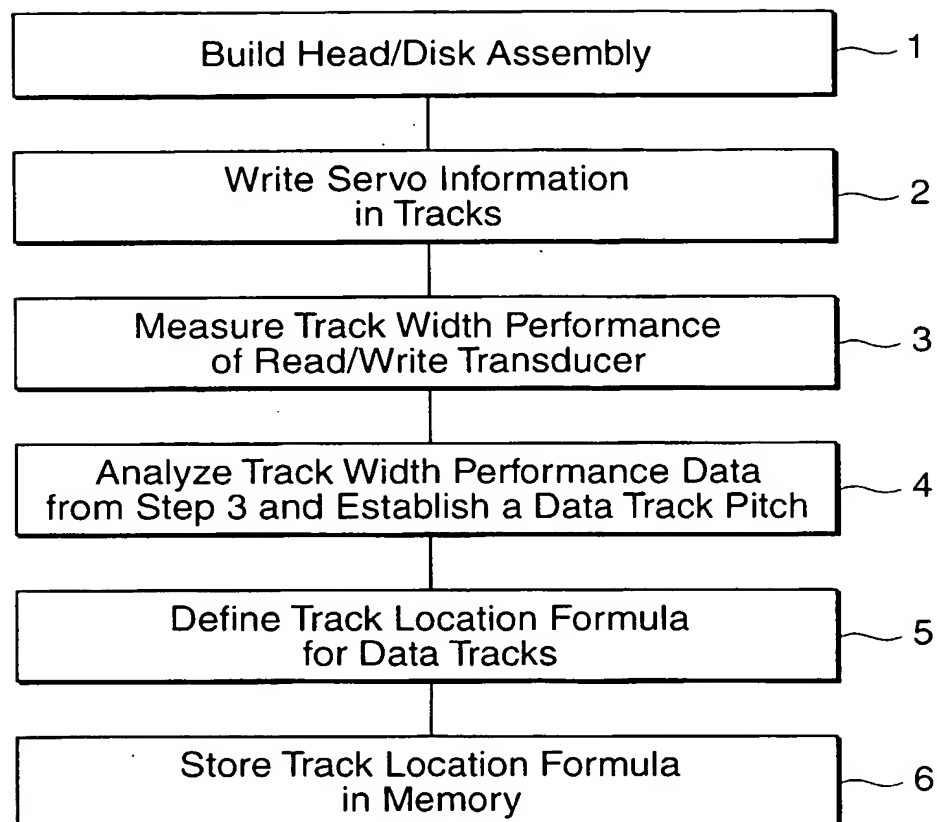 Build Head/Disk Assembly
1
Write Servo Information
in Tracks
2
Measure Track Width Performance
of Read/Write Transducer
3
Analyze Track Width Performance Data
from Step 3 and Establish a Data Track Pitch
4
Define Track Location Formula
for Data Tracks
5
Store Track Location Formula
in Memory
6